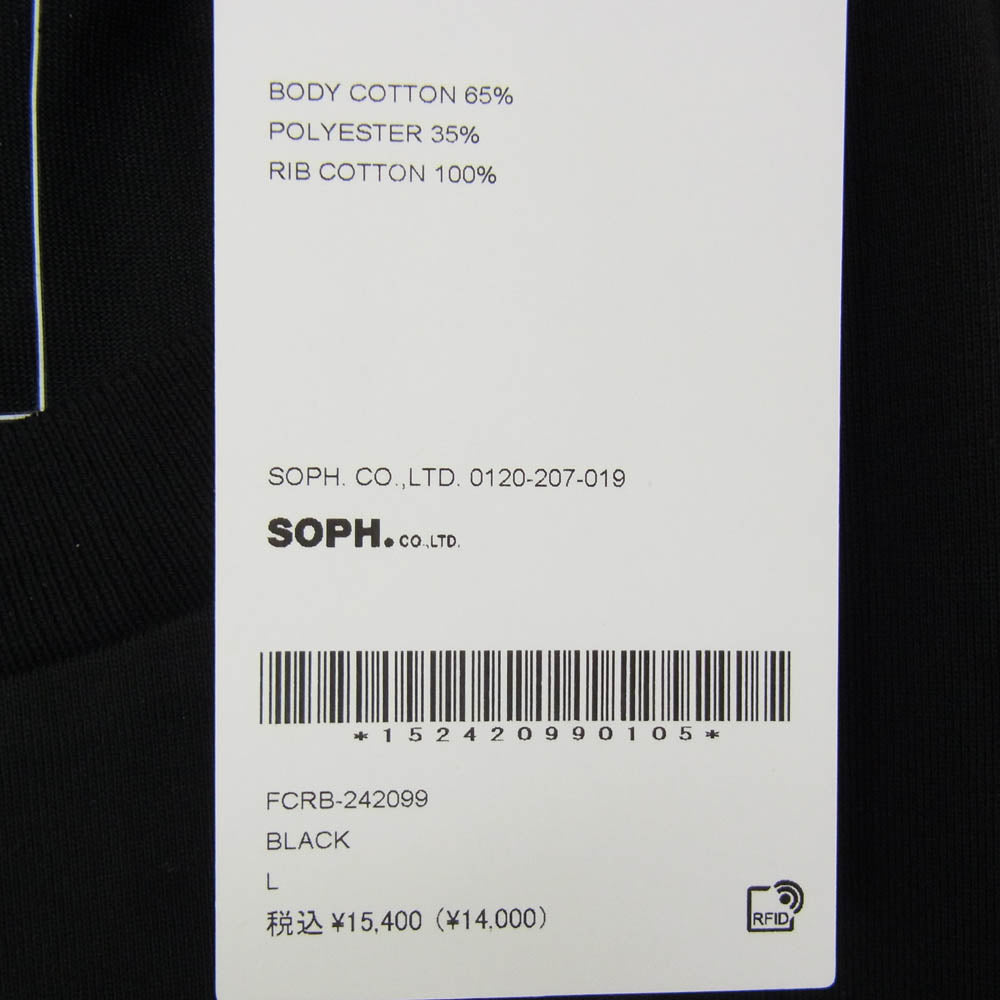 BODY COTTON 65%
POLYESTER 35%
RIB COTTON 100%
SOPH. CO.,LTD. 0120-207-019
SOPH. CO.,LTD.
*152420990105*
FCRB-242099
BLACK
L
税込 ¥15,400 (¥14,000)
RFID